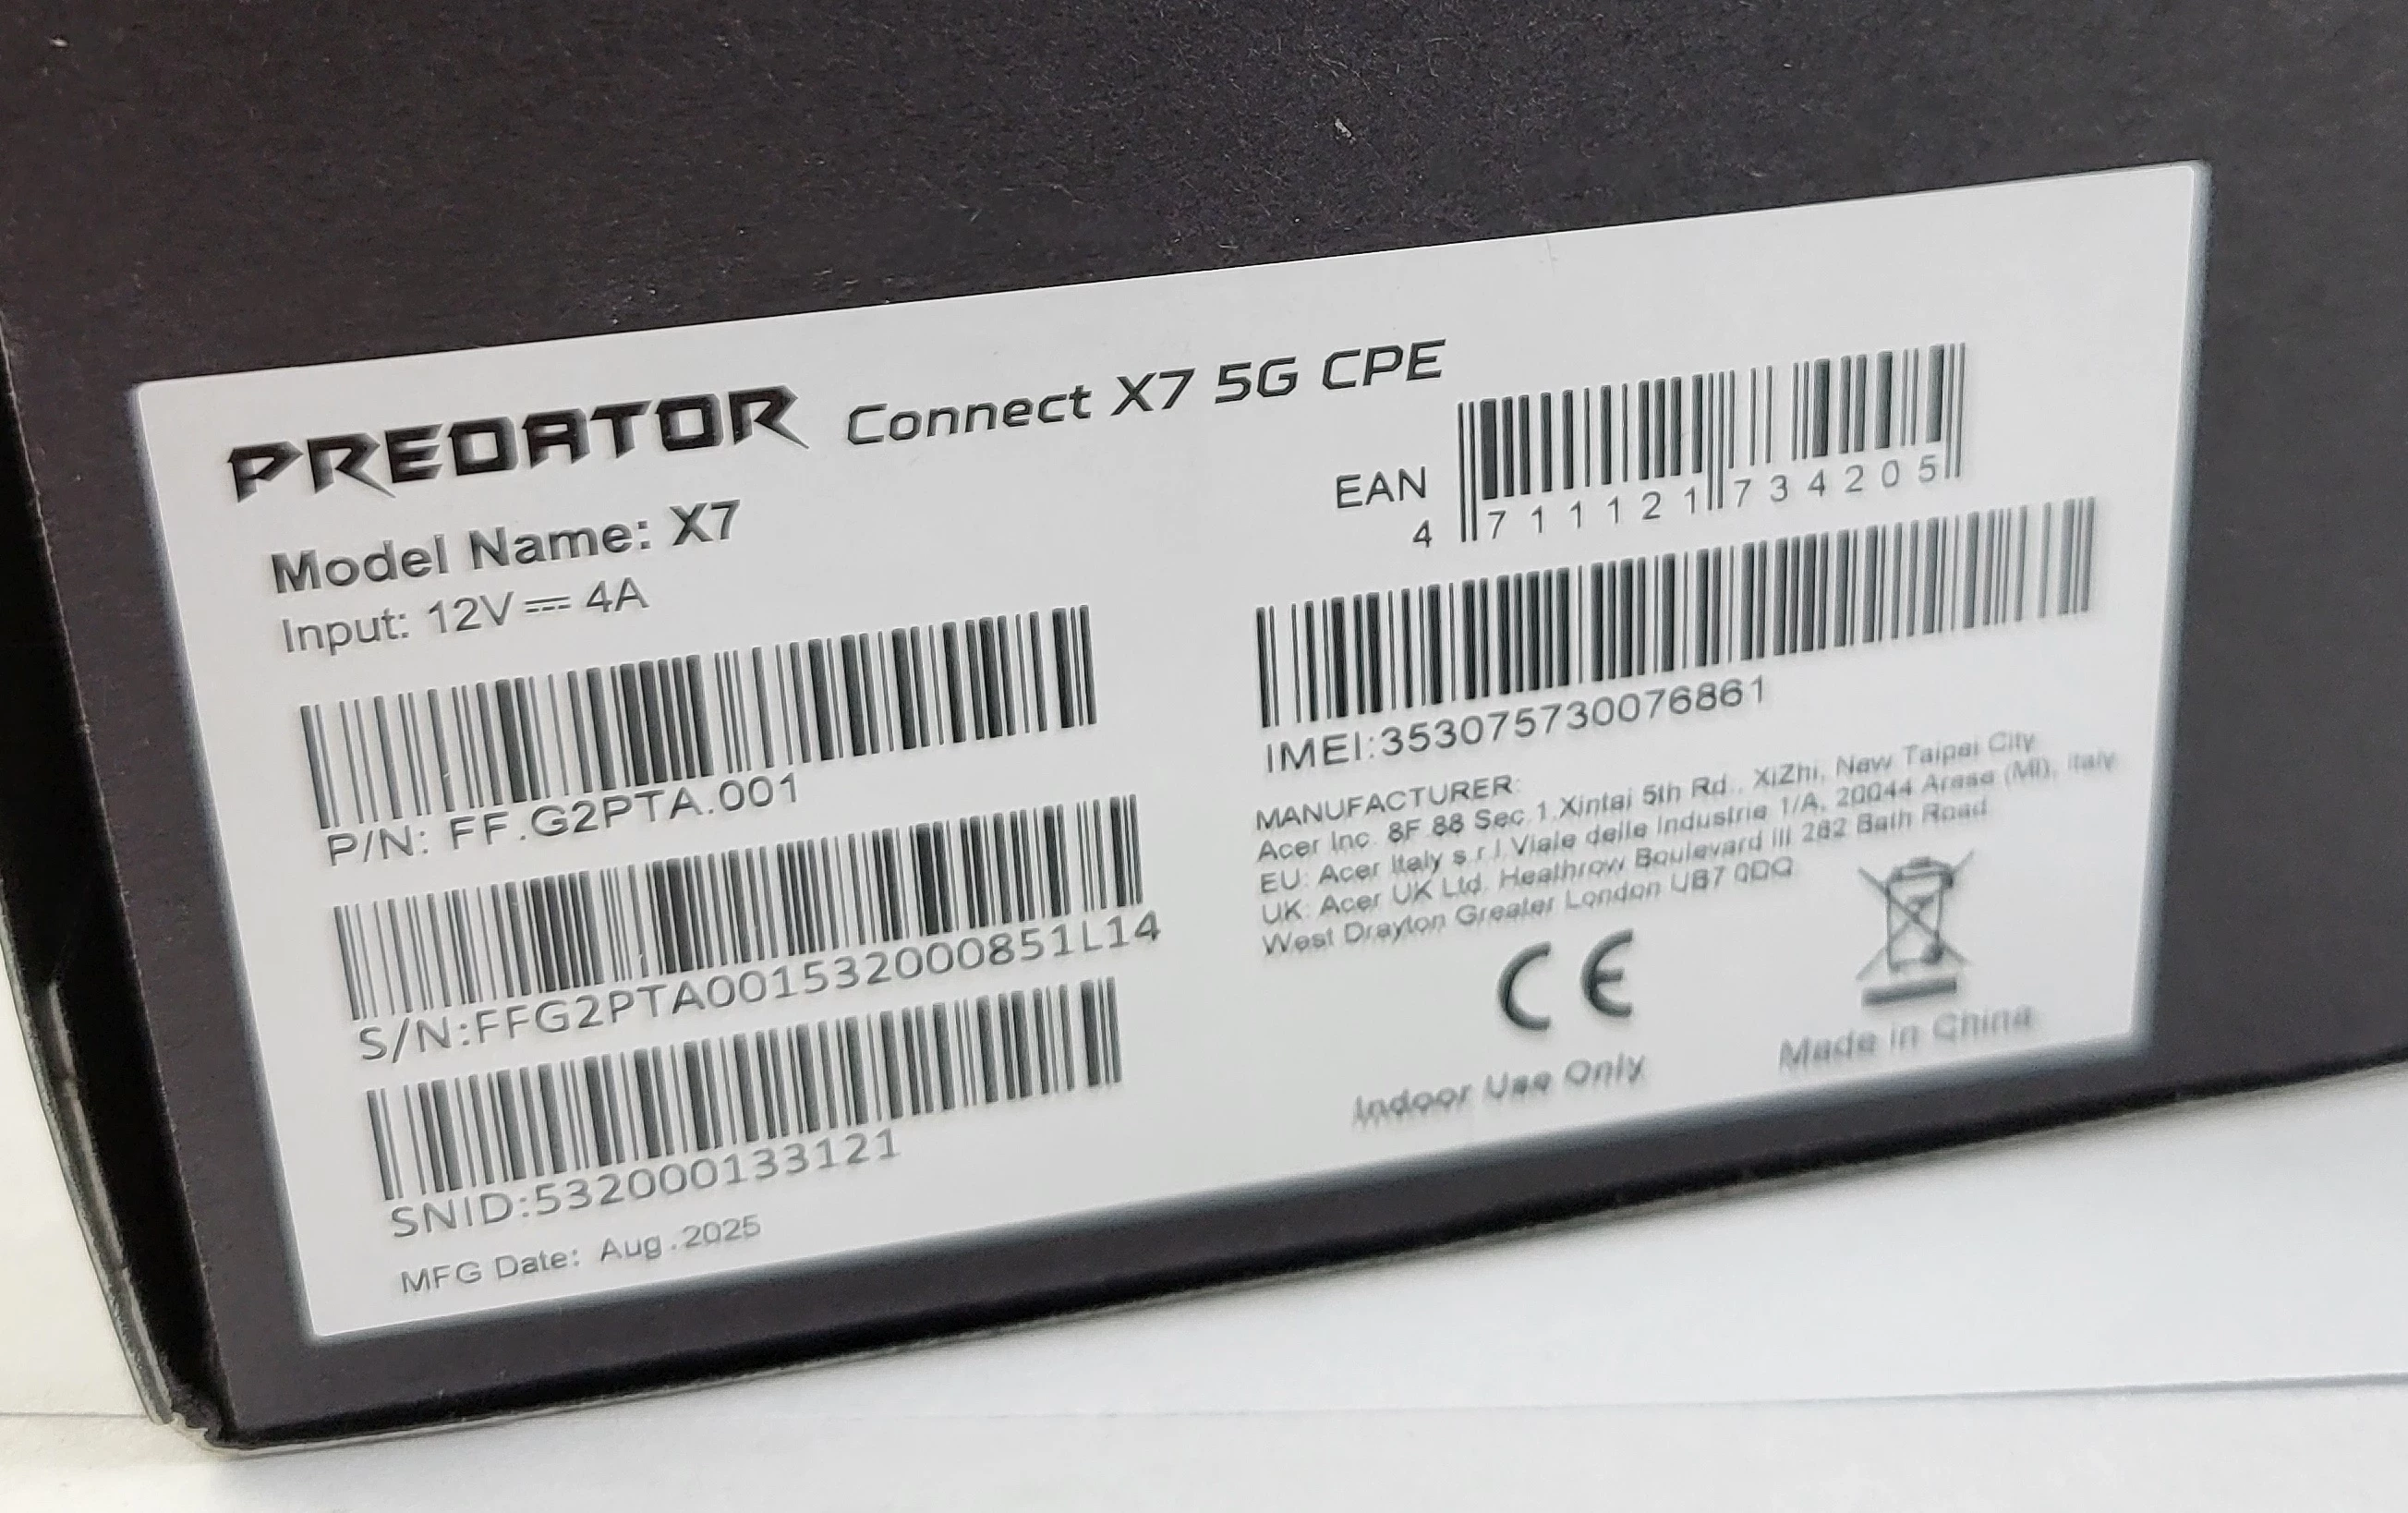 PREDATOR Connect X7 5G CPE
Model Name: X7
Input: 12V⎓ 4A
P/N: FF.G2PTA.001
S/N:FFG2PTA001532000851L14
SNID:532000133121
MFG Date: Aug.2025
EAN
4 711121 734205
IMEI:353075730076861
MANUFACTURER:
Acer Inc. 8F 88 Sec.1 Xintai 5th Rd., XiZhi, New Taipei City
EU: Acer Italy s.r.l Viale delle Industrie 1/A, 20044 Arese (MI), Italy
UK: Acer UK Ltd. Heathrow Boulevard III 282 Bath Road
West Drayton Greater London UB7 0DQ
CE
Indoor Use Only
Made in China